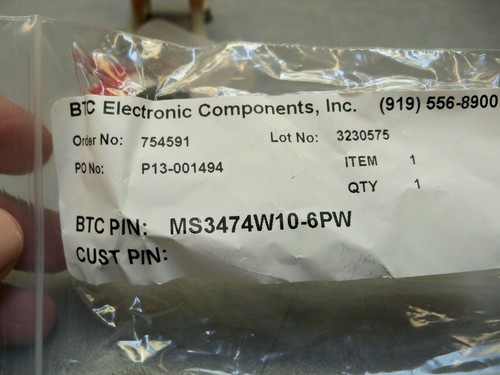 BTC Electronic Components, Inc. (919) 556-8900
Order No: 754591 Lot No: 3230575
PO No: P13-001494 ITEM 1
QTY 1
BTC PIN: MS3474W10-6PW
CUST PIN: